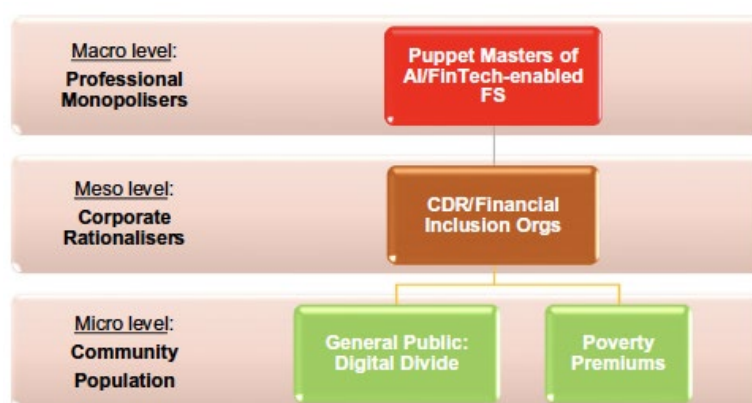 Macro level:
Professional
Monopolisers
Puppet Masters of
AI/FinTech-enabled
FS
Meso level:
Corporate
Rationalisers
CDR/Financial
Inclusion Orgs
Micro level:
Community
Population
General Public:
Digital Divide
Poverty
Premiums